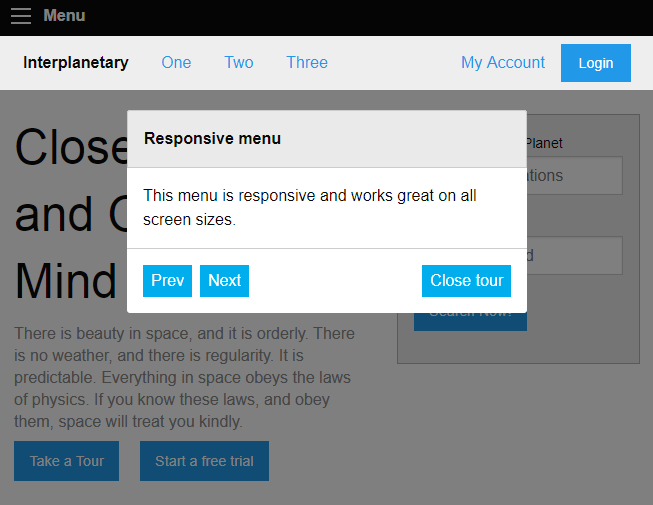 Menu
Interplanetary One Two Three My Account Login
Close
and
Mind
Responsive menu
This menu is responsive and works great on all
screen sizes.
Prev Next Close tour
Planet
There is beauty in space, and it is orderly. There
is no weather, and there is regularity. It is
predictable. Everything in space obeys the laws
of physics. If you know these laws, and obey
them, space will treat you kindly.
Take a Tour Start a free trial
Search Now!